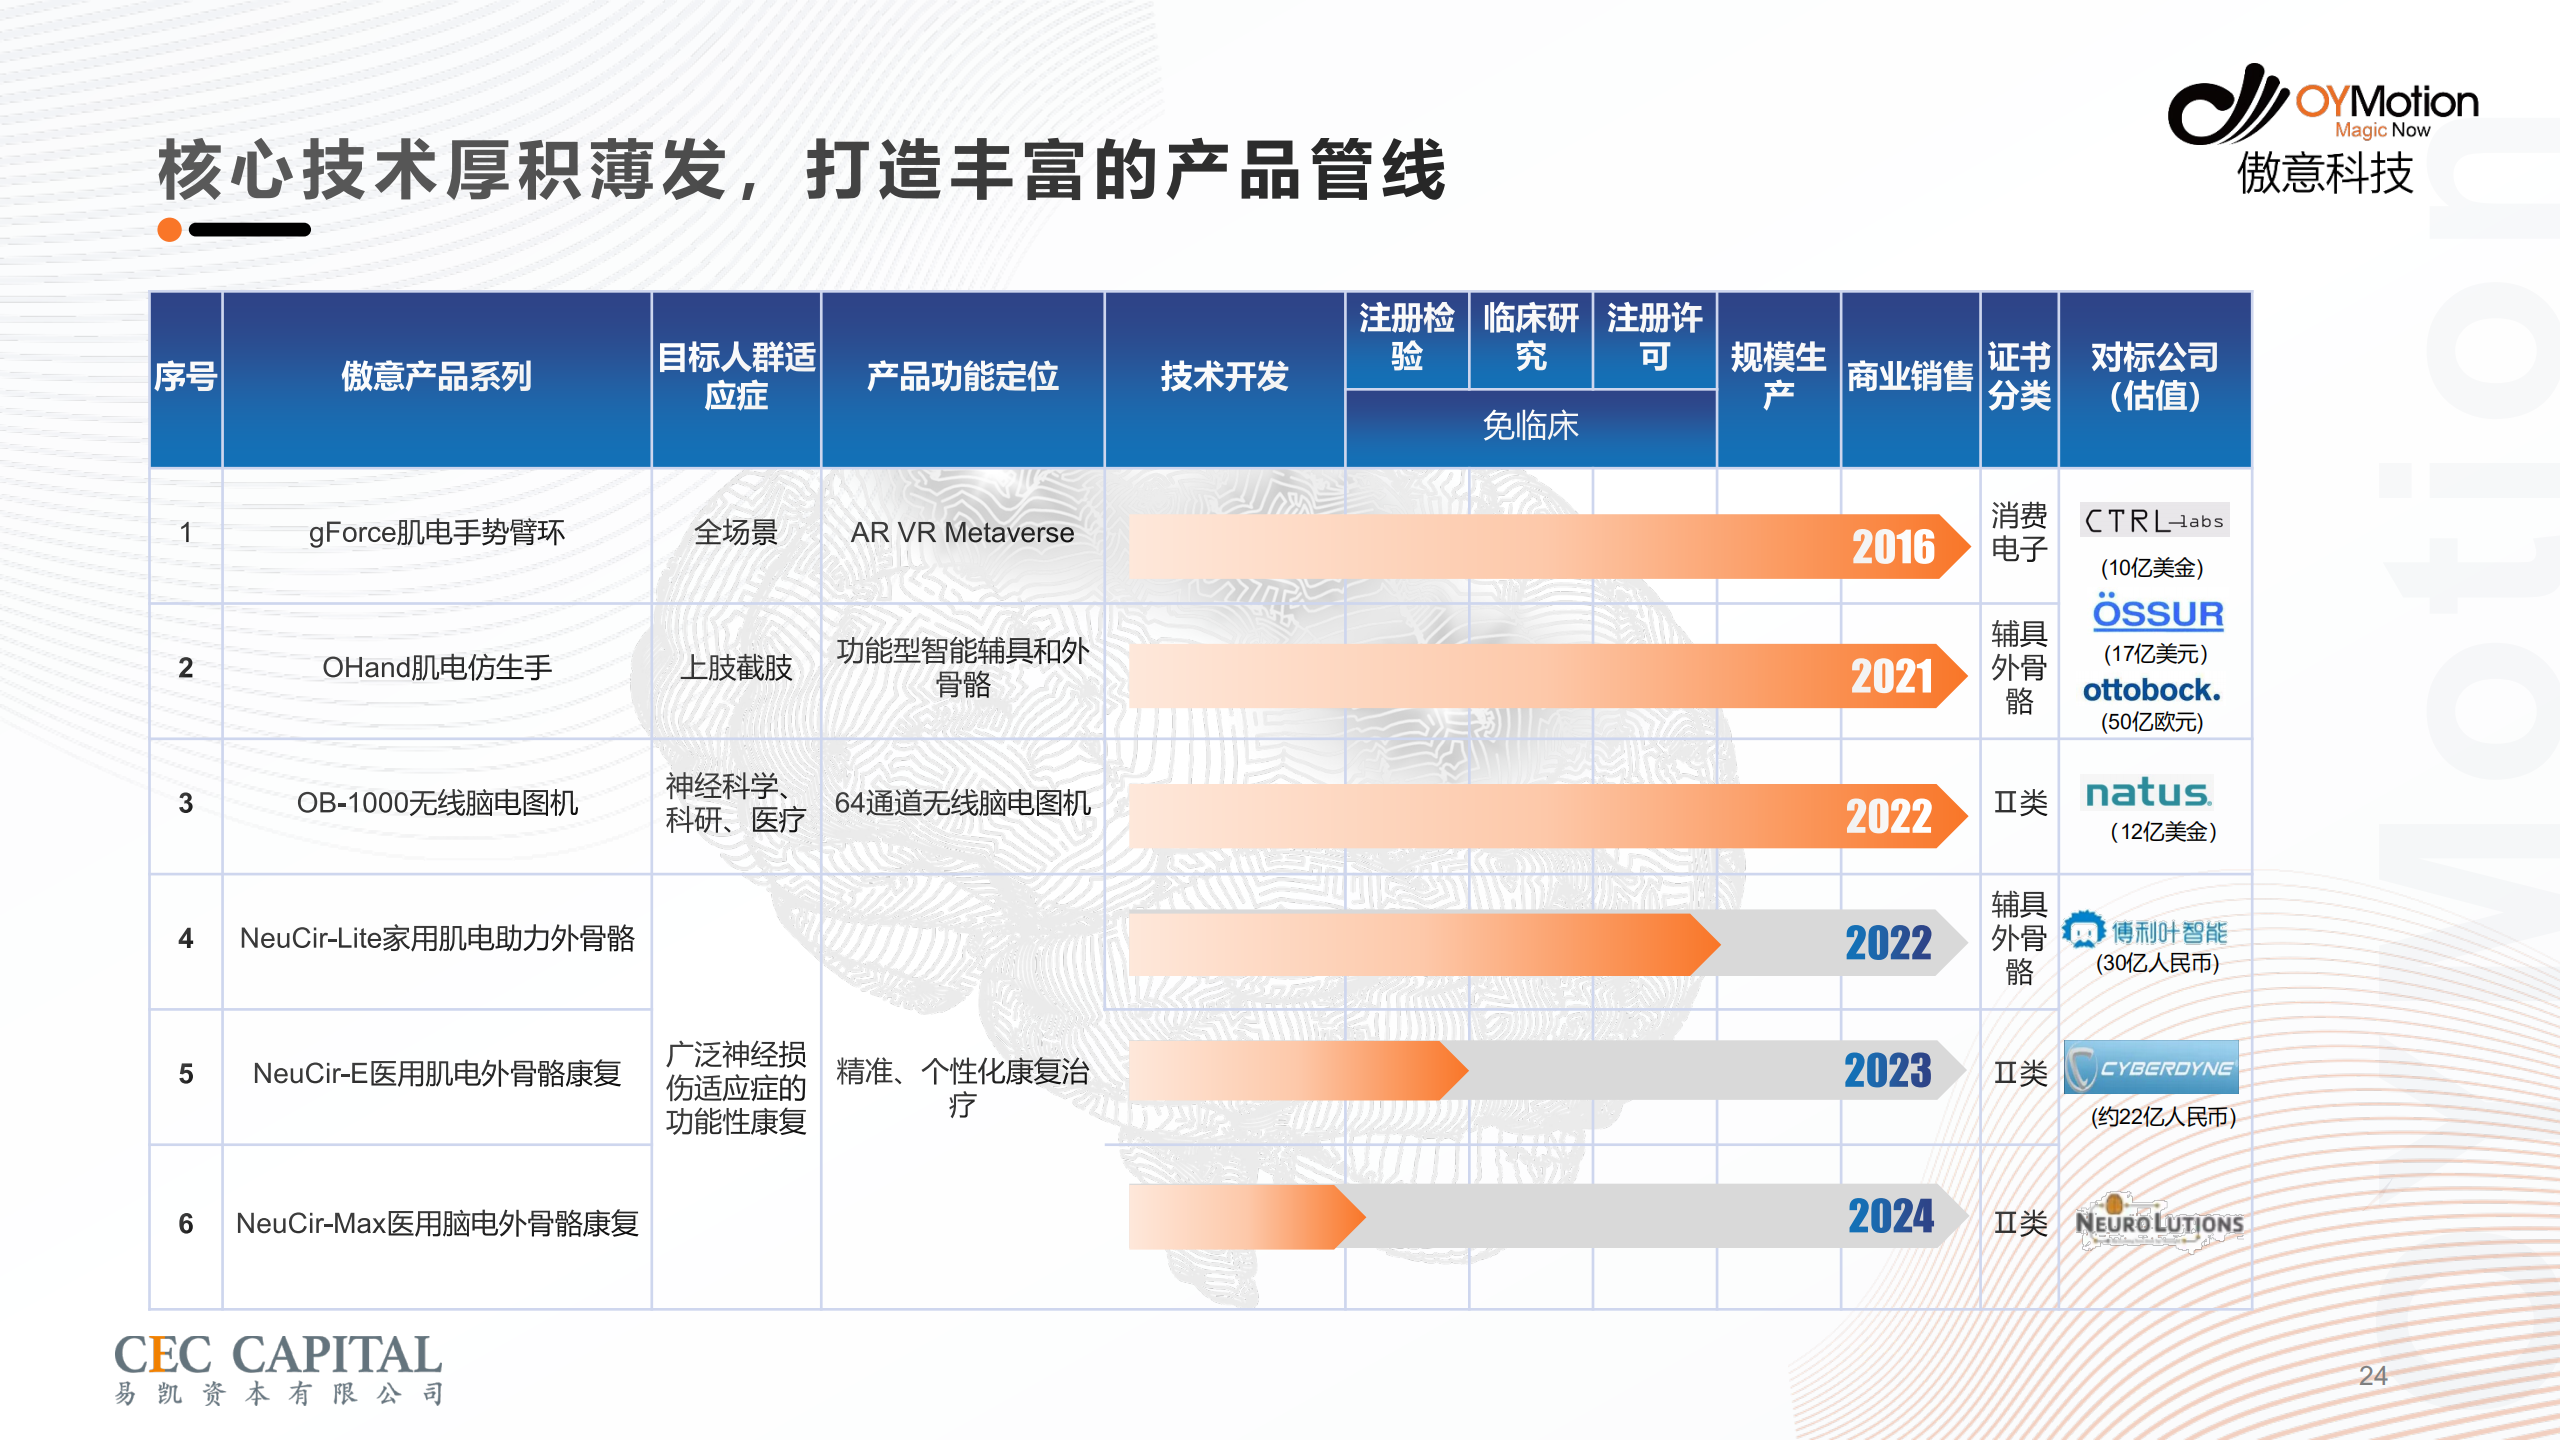 OYMotion
Magic Now
傲意科技
核心技术厚积薄发，打造丰富的产品管线
序号
傲意产品系列
目标人群适
应症
产品功能定位
技术开发
注册检
验
临床研
究
注册许
可
免临床
规模生
产
商业销售
证书
分类
对标公司
（估值）
1
gForce肌电手势臂环
全场景
AR VR Metaverse
2016
消费
电子
CTRL-labs
(10亿美金)
2
OHand肌电仿生手
上肢截肢
功能型智能辅具和外
骨骼
2021
辅具
外骨
骼
ÖSSUR
(17亿美元)
ottobock.
(50亿欧元)
3
OB-1000无线脑电图机
神经科学、
科研、医疗
64通道无线脑电图机
2022
II类
natus.
(12亿美金)
4
NeuCir-Lite家用肌电助力外骨骼
2022
辅具
外骨
骼
傅利叶智能
(30亿人民币)
5
NeuCir-E医用肌电外骨骼康复
广泛神经损
伤适应症的
功能性康复
精准、个性化康复治
疗
2023
II类
CYBERDYNE
(约22亿人民币)
6
NeuCir-Max医用脑电外骨骼康复
2024
II类
NEUROLUTIONS
CEC CAPITAL
易凯资本有限公司
24
Motion